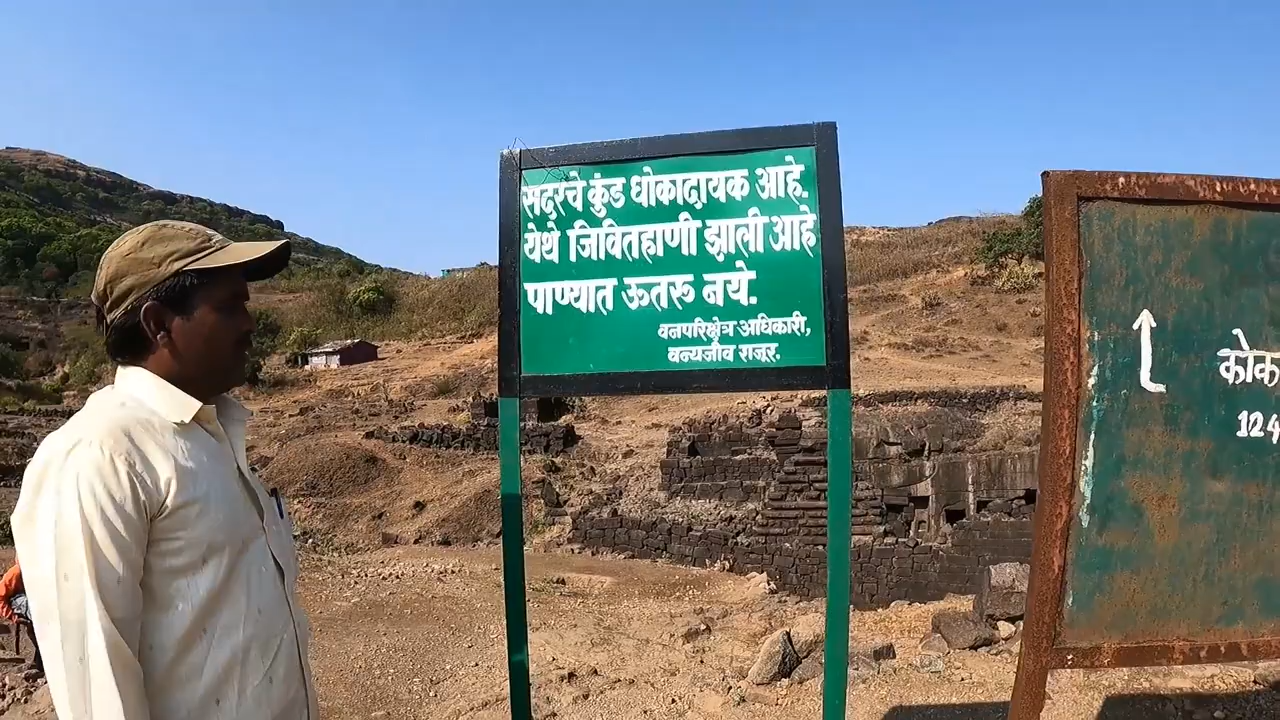 सदरचे कुंड धोकादायक आहे.
येथे जिवितहाणी झाली आहे
पाण्यात ऊतरू नये.
वनपरिक्षेत्र अधिकारी,
वन्यजीव राजूर.
कोक
124